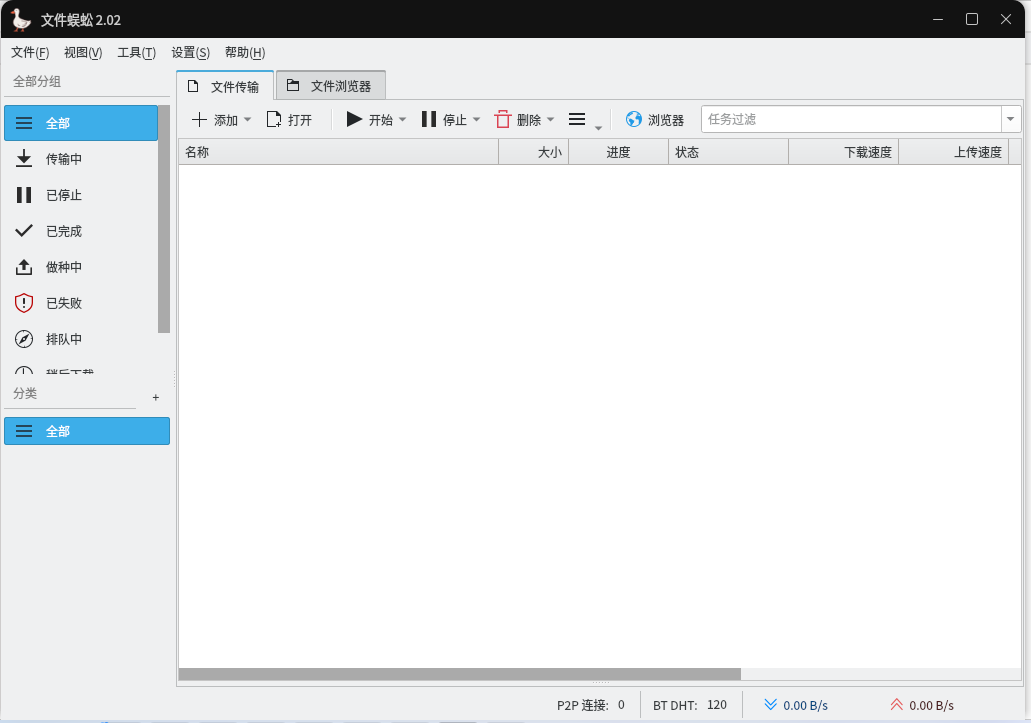 文件蜈蚣 2.02
文件(F) 视图(V) 工具(T) 设置(S) 帮助(H)
全部分组
全部
传输中
已停止
已完成
做种中
已失败
排队中
稍后下载
分类 +
全部
文件传输 文件浏览器
添加 打开 开始 停止 删除 浏览器 任务过滤
名称 大小 进度 状态 下载速度 上传速度
P2P 连接: 0 BT DHT: 120 0.00 B/s 0.00 B/s